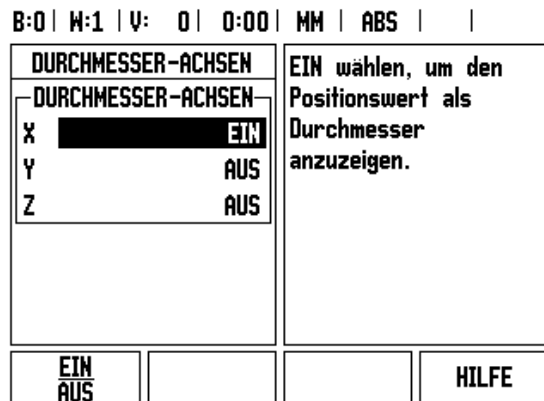 B:0 | W:1 | V: 0 | 0:00 | MM | ABS | |
DURCHMESSER-ACHSEN
DURCHMESSER-ACHSEN
X EIN
Y AUS
Z AUS
EIN wählen, um den
Positionswert als
Durchmesser
anzuzeigen.
EIN
AUS
HILFE